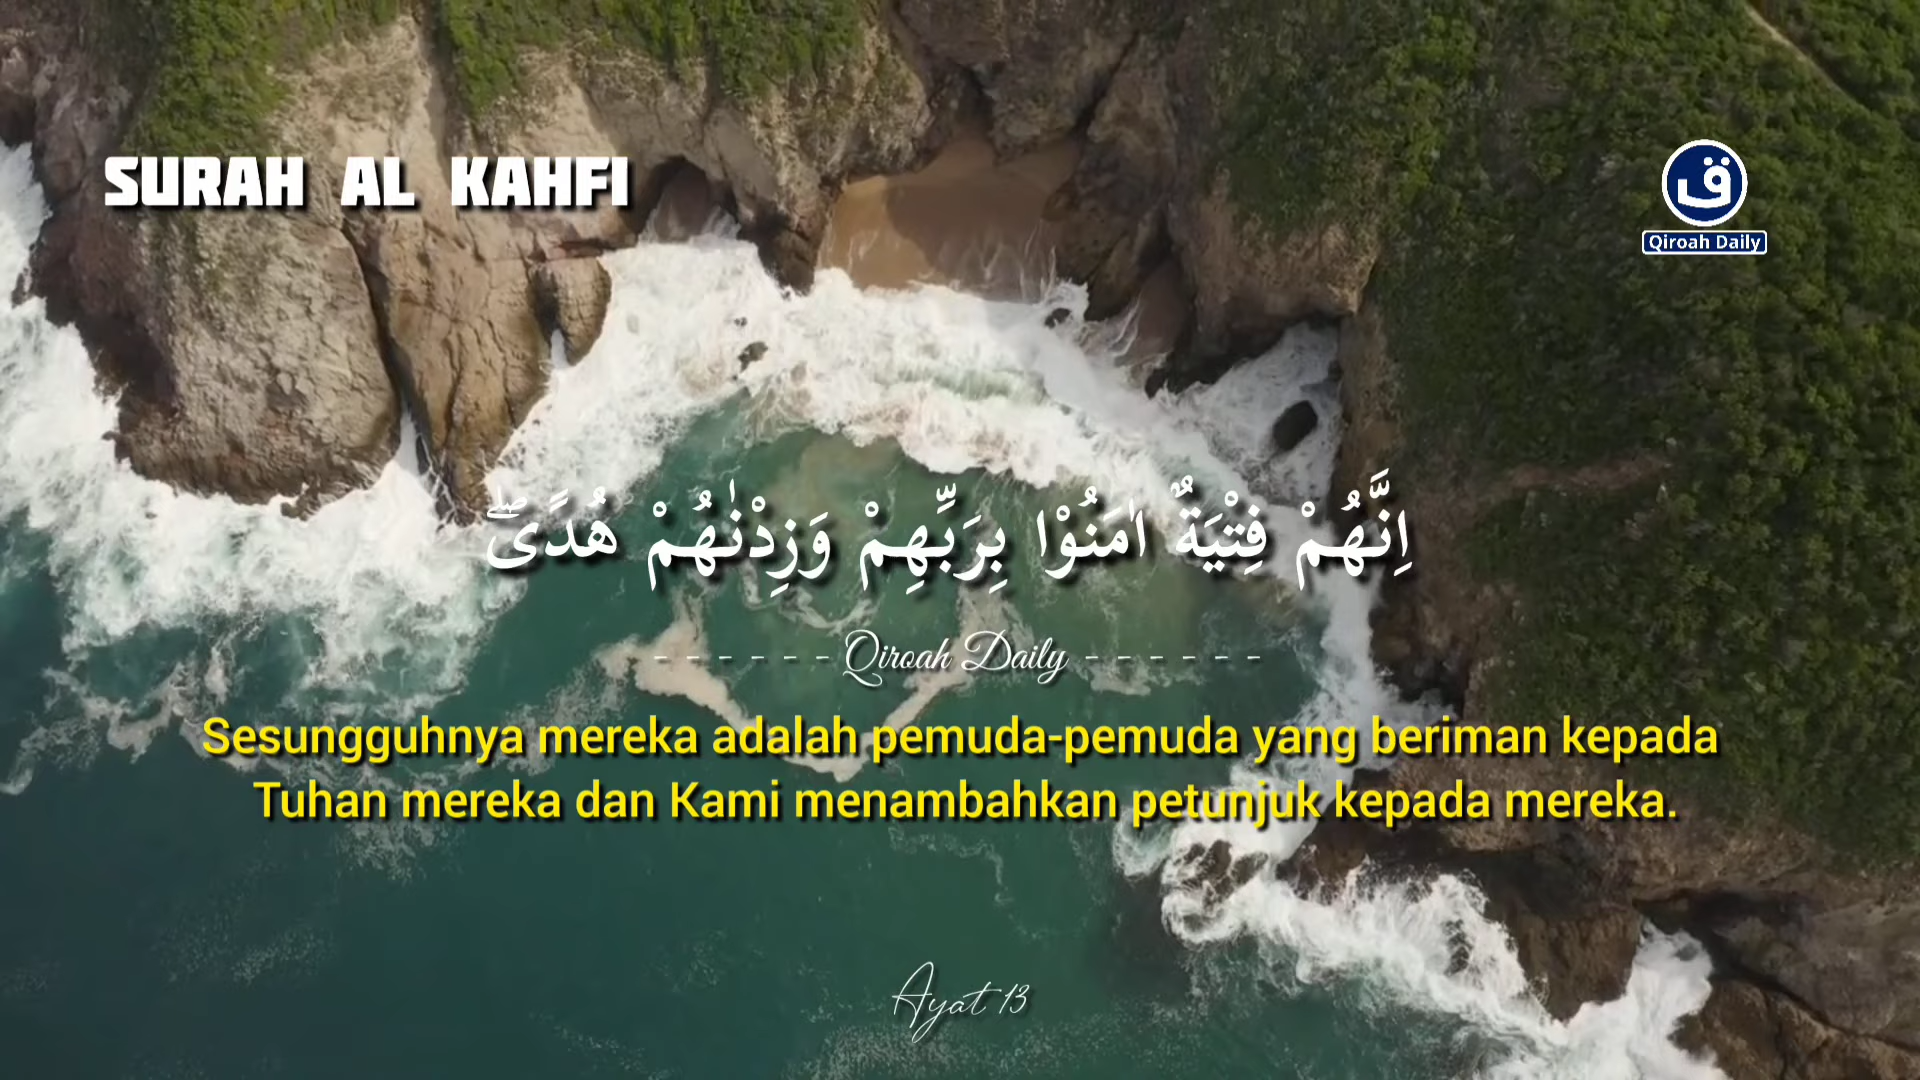 SURAH AL KAHFI
ق
Qiroah Daily
اِنَّهُمْ فِتْيَةٌ اٰمَنُوْا بِرَبِّهِمْ وَزِدْنٰهُمْ هُدًىۖ
- - - - - - Qiroah Daily - - - - - -
Sesungguhnya mereka adalah pemuda-pemuda yang beriman kepada
Tuhan mereka dan Kami menambahkan petunjuk kepada mereka.
Ayat 13